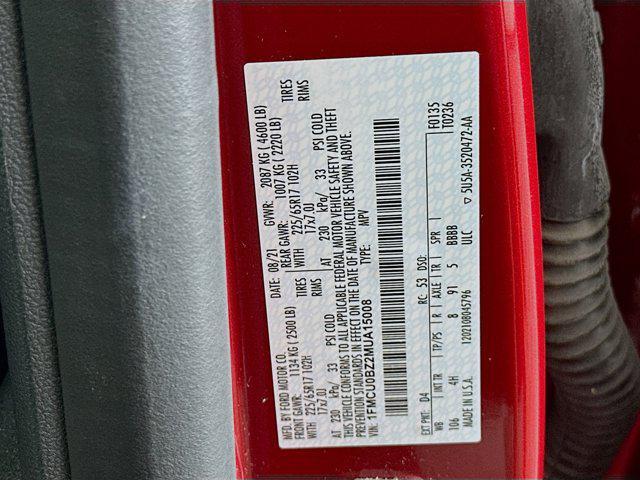 MFD. BY FORD MOTOR CO.
DATE: 08/21 GVWR: 2087 KG ( 4600 LB)
FRONT GAWR: 1134 KG ( 2500 LB) REAR GAWR: 1007 KG ( 2220 LB)
WITH 225/65R17 102H TIRES WITH 225/65R17 102H TIRES
17x7.0J RIMS 17x7.0J RIMS
AT 230 kPa/ 33 PSI COLD AT 230 kPa/ 33 PSI COLD
THIS VEHICLE CONFORMS TO ALL APPLICABLE FEDERAL MOTOR VEHICLE SAFETY AND THEFT
PREVENTION STANDARDS IN EFFECT ON THE DATE OF MANUFACTURE SHOWN ABOVE.
VIN: 1FMCU0BZ2MUA15008 TYPE: MPV
F0135
T0236
EXT PNT: D4 RC: 53 DSO:
WB INT TR TP/PS R AXLE TR SPR
106 4H 8 91 5 BBBB
MADE IN U.S.A. 1202108045796 ULC 5U5A-3520472-AA